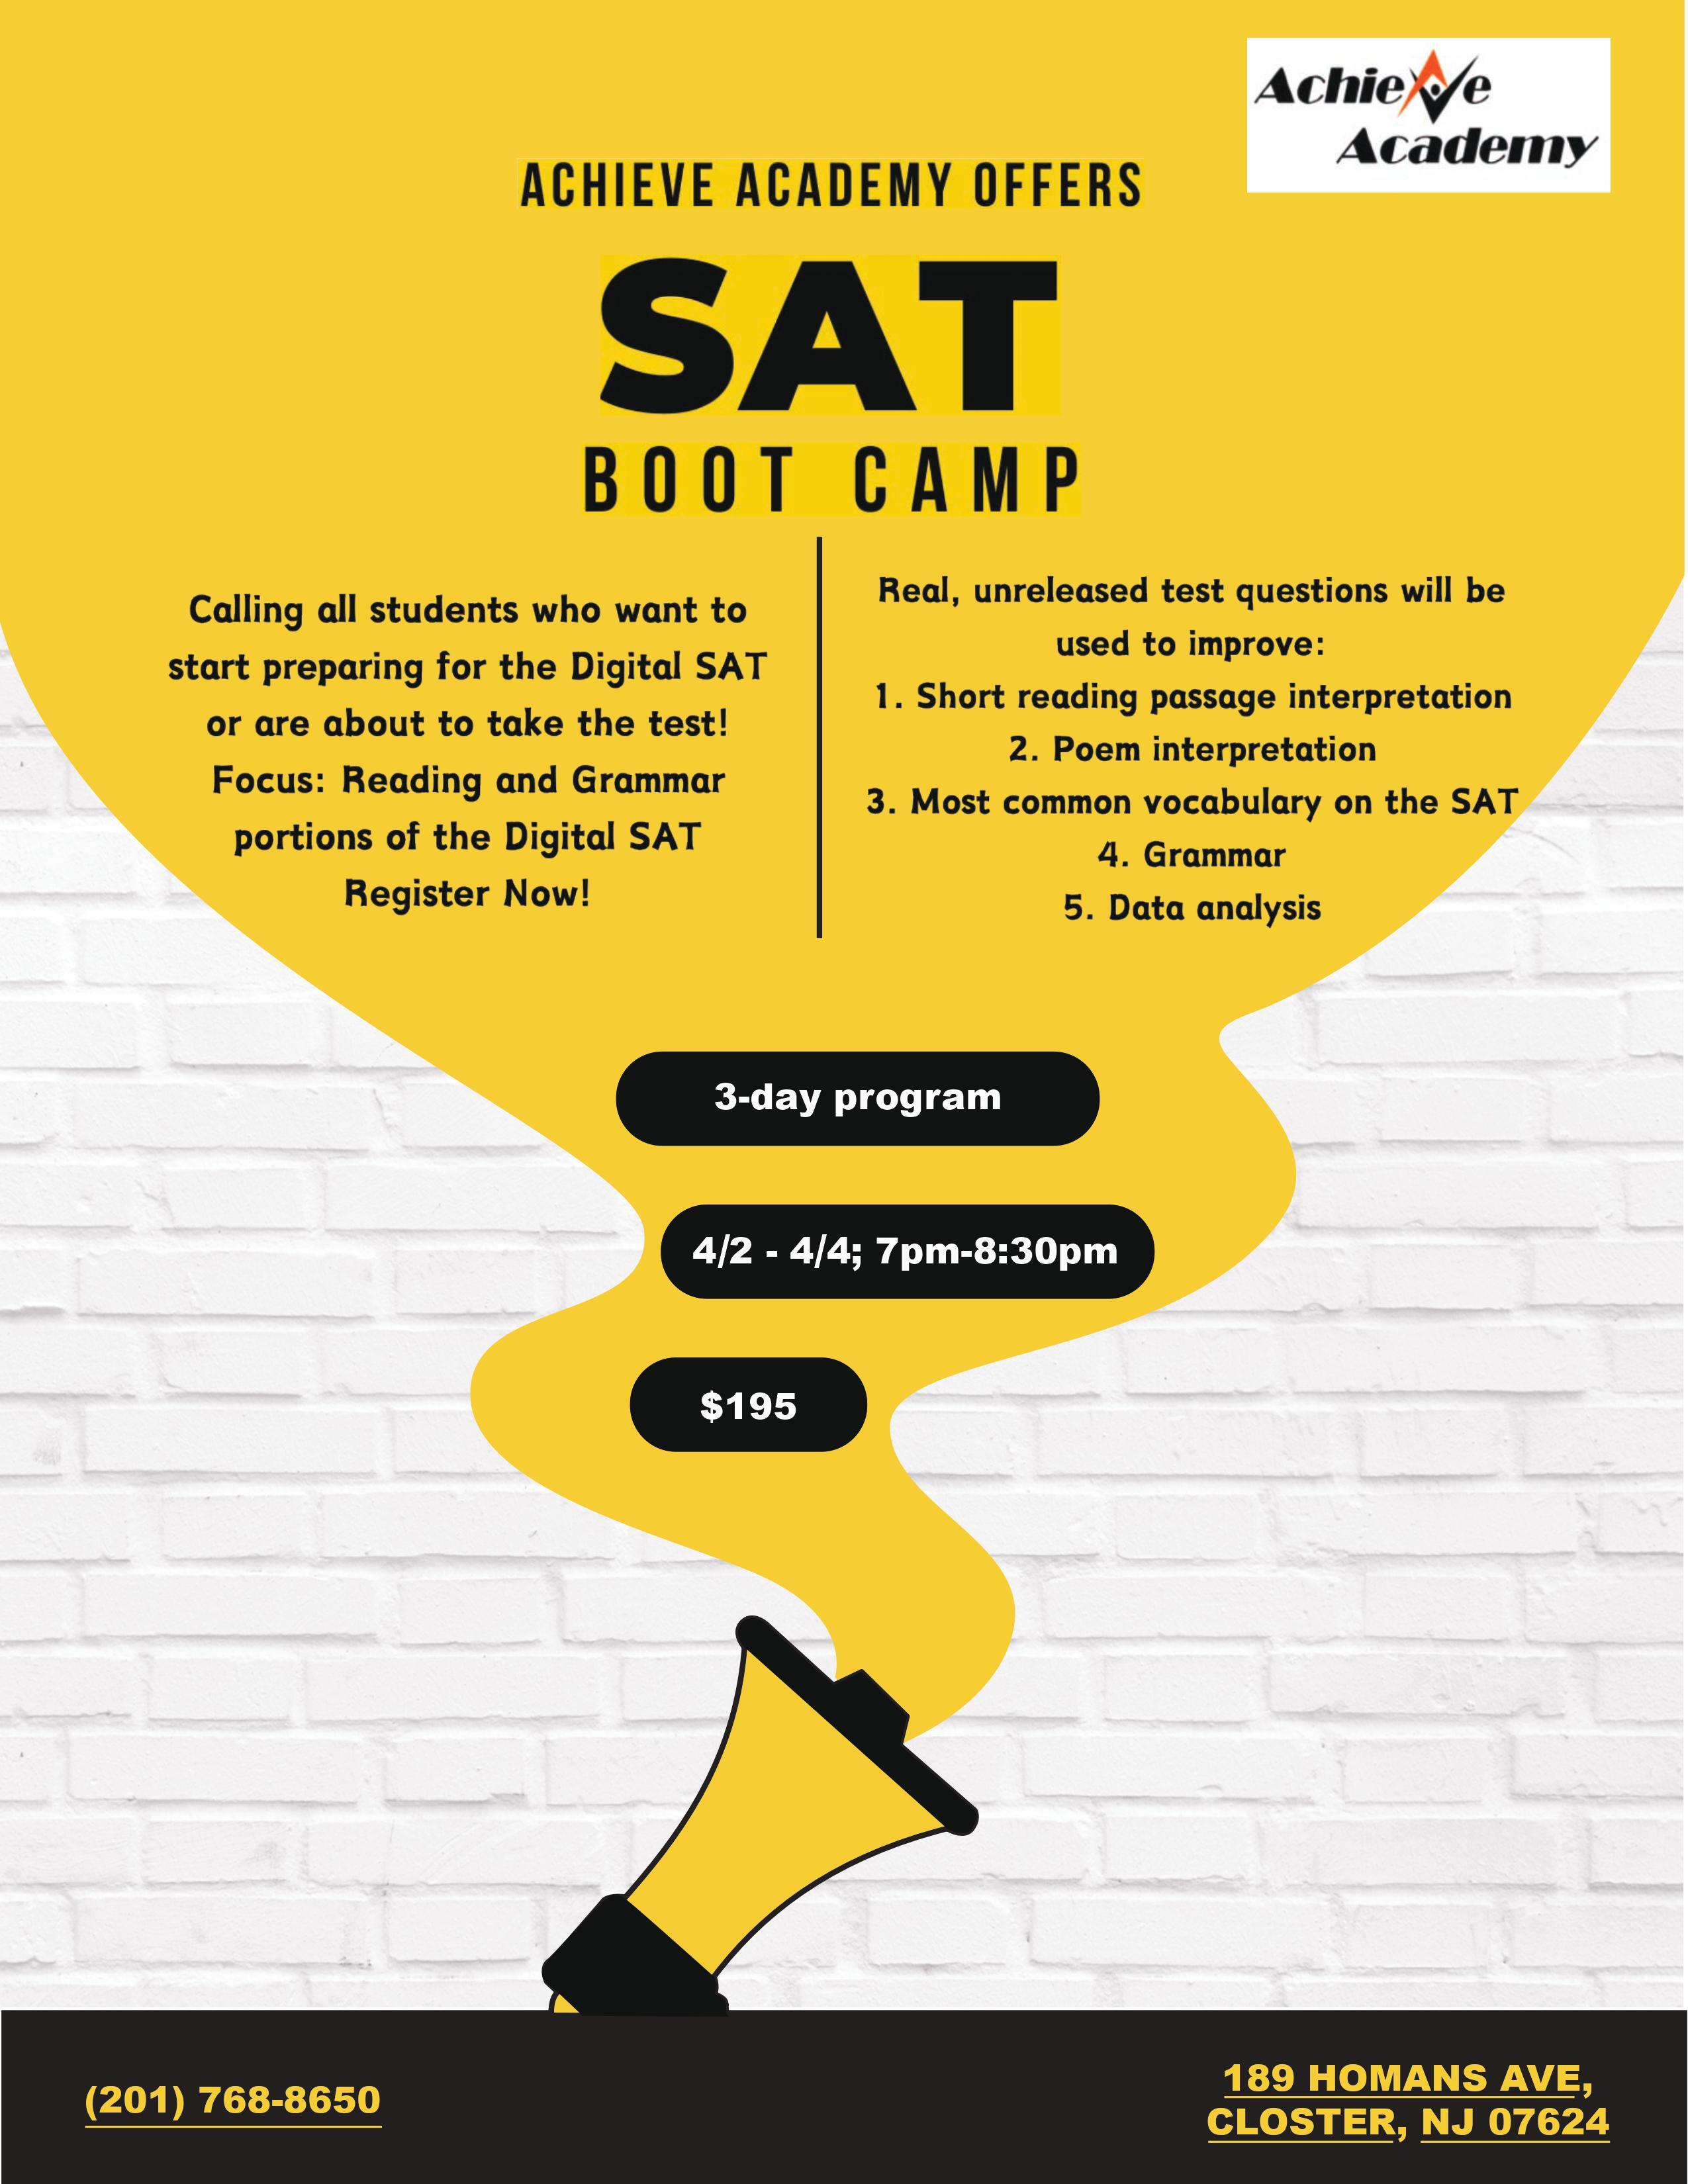 Achieve
Academy
ACHIEVE ACADEMY OFFERS
SAT
BOOT CAMP
Calling all students who want to
start preparing for the Digital SAT
or are about to take the test!
Focus: Reading and Grammar
portions of the Digital SAT
Register Now!
Real, unreleased test questions will be
used to improve:
1. Short reading passage interpretation
2. Poem interpretation
3. Most common vocabulary on the SAT
4. Grammar
5. Data analysis
3-day program
4/2 - 4/4; 7pm-8:30pm
$195
(201) 768-8650
189 HOMANS AVE,
CLOSTER, NJ 07624